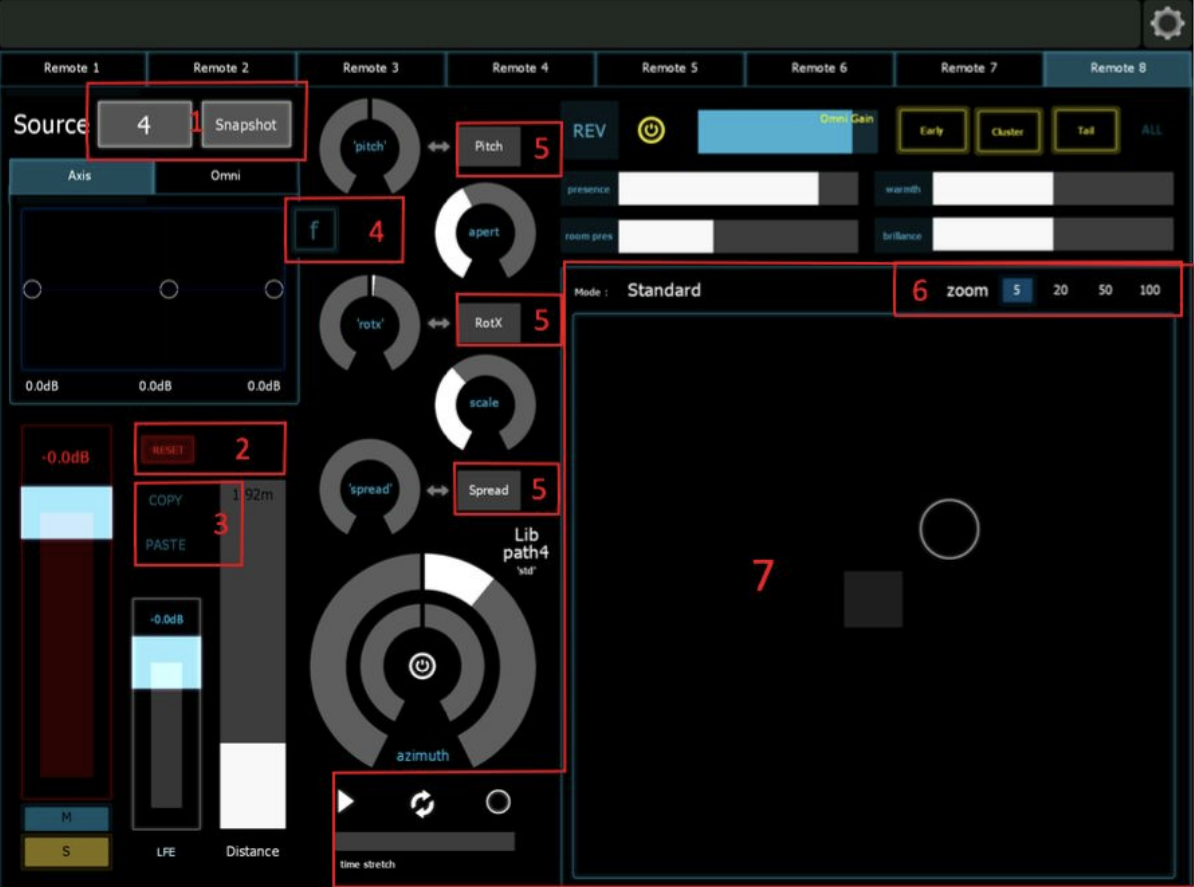 Remote 1 Remote 2 Remote 3 Remote 4 Remote 5 Remote 6 Remote 7 Remote 8
Source 4 1 Snapshot
Axis Omni
0.0dB 0.0dB 0.0dB
f 4
'pitch' Pitch 5
apert
'rotx' RotX 5
scale
'spread' Spread 5
REV Omni Gain Early Cluster Tail ALL
presence warmth
room pres brillance
Mode : Standard 6 zoom 5 20 50 100
7
-0.0dB
RESET 2
COPY
3
PASTE
1.92m
-0.0dB
M
S
LFE
Distance
Lib
path4
'std'
azimuth
time stretch